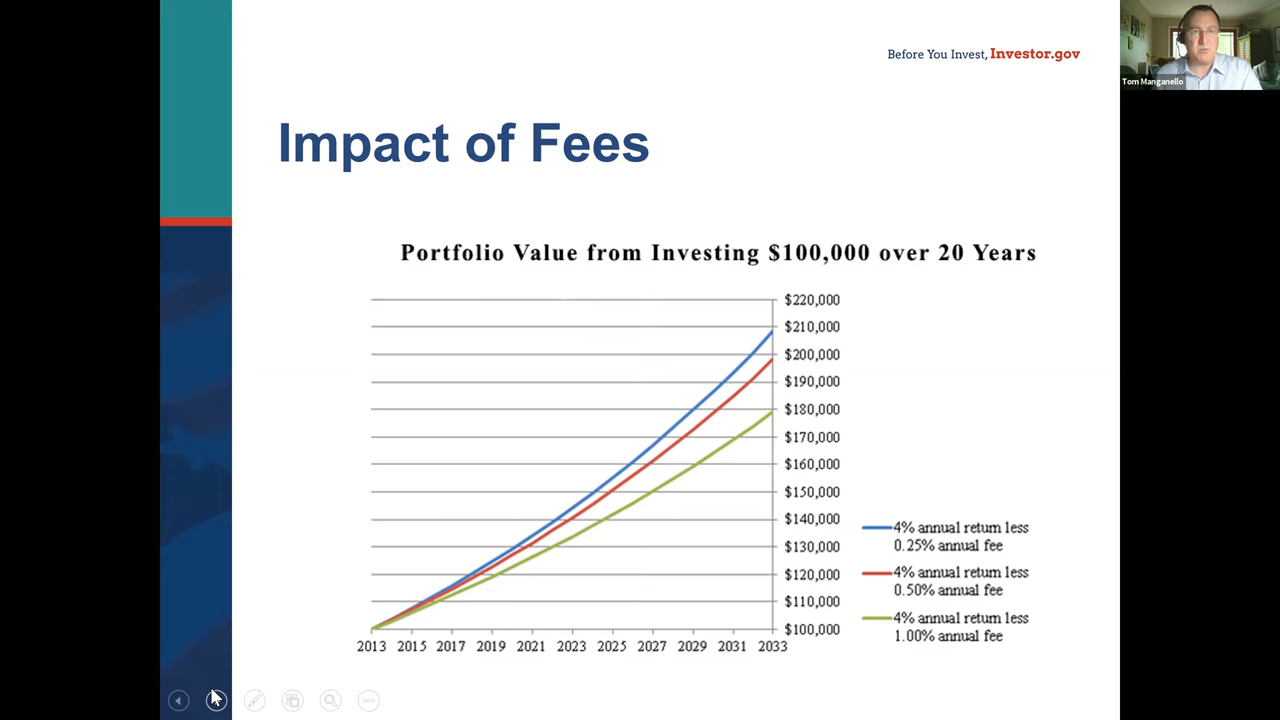 Before You Invest, Investor.gov
Tom Manganello
Impact of Fees
Portfolio Value from Investing $100,000 over 20 Years
$220,000
$210,000
$200,000
$190,000
$180,000
$170,000
$160,000
$150,000
$140,000
$130,000
$120,000
$110,000
$100,000
4% annual return less
0.25% annual fee
4% annual return less
0.50% annual fee
4% annual return less
1.00% annual fee
2013 2015 2017 2019 2021 2023 2025 2027 2029 2031 2033